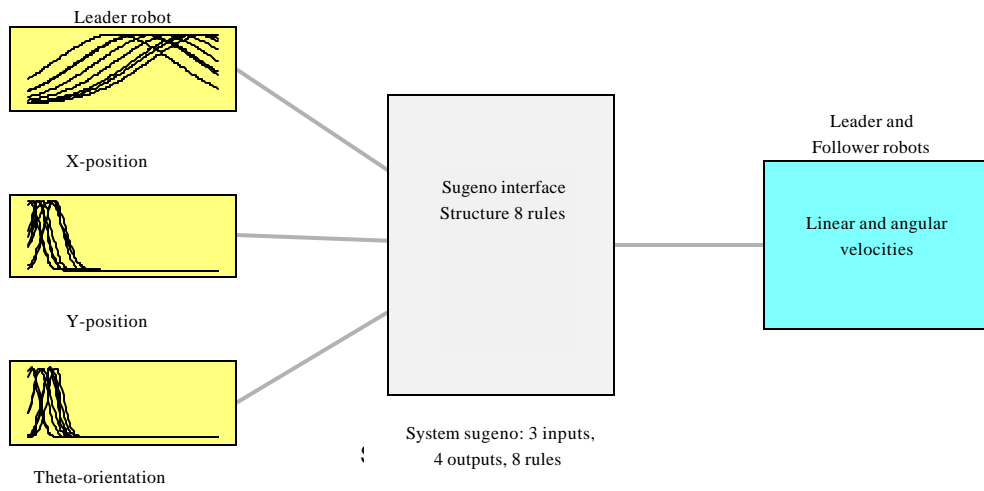 Leader robot
X-position
Y-position
Theta-orientation
Sugeno interface
Structure 8 rules
System sugeno: 3 inputs,
4 outputs, 8 rules
Leader and
Follower robots
Linear and angular
velocities